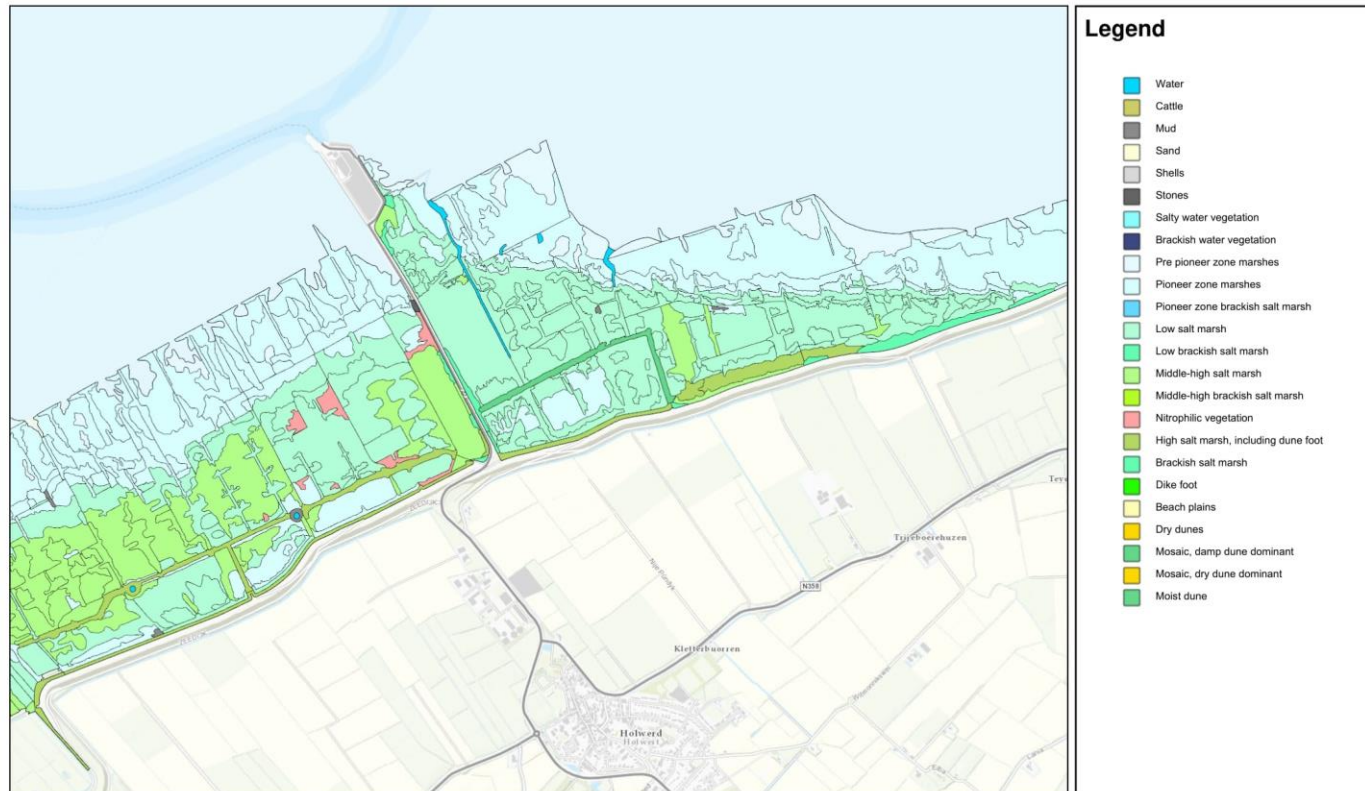 Legend
Water
Cattle
Mud
Sand
Shells
Stones
Salty water vegetation
Brackish water vegetation
Pre pioneer zone marshes
Pioneer zone marshes
Pioneer zone brackish salt marsh
Low salt marsh
Low brackish salt marsh
Middle-high salt marsh
Middle-high brackish salt marsh
Nitrophilic vegetation
High salt marsh, including dune foot
Brackish salt marsh
Dike foot
Beach plains
Dry dunes
Mosaic, damp dune dominant
Mosaic, dry dune dominant
Moist dune
N358
Kletterbuorren
Holwerd
Holwert